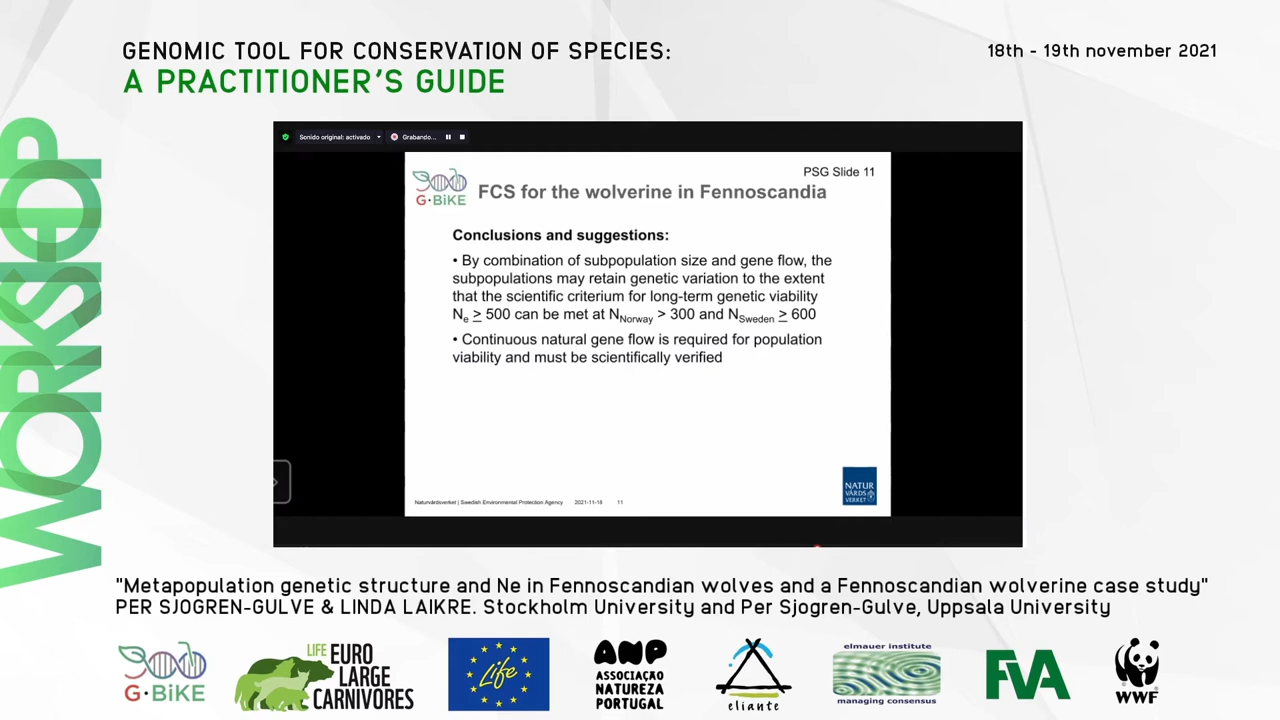 GENOMIC TOOL FOR CONSERVATION OF SPECIES:
A PRACTITIONER'S GUIDE
18th - 19th november 2021
WORKSHOP
Sonido original: activado
Grabando...
PSG Slide 11
G·BiKE
FCS for the wolverine in Fennoscandia
Conclusions and suggestions:
• By combination of subpopulation size and gene flow, the
subpopulations may retain genetic variation to the extent
that the scientific criterium for long-term genetic viability
Ne ≥ 500 can be met at NNorway > 300 and NSweden ≥ 600
• Continuous natural gene flow is required for population
viability and must be scientifically verified
NATUR
VÅRDS
VERKET
Naturvårdsverket | Swedish Environmental Protection Agency 2021-11-18 11
"Metapopulation genetic structure and Ne in Fennoscandian wolves and a Fennoscandian wolverine case study"
PER SJOGREN-GULVE & LINDA LAIKRE. Stockholm University and Per Sjogren-Gulve, Uppsala University
G·BiKE
LIFE EURO
LARGE
CARNIVORES
Life
ANP
ASSOCIAÇÃO
NATUREZA
PORTUGAL
eliante
elmauer institute
managing consensus
FVA
WWF